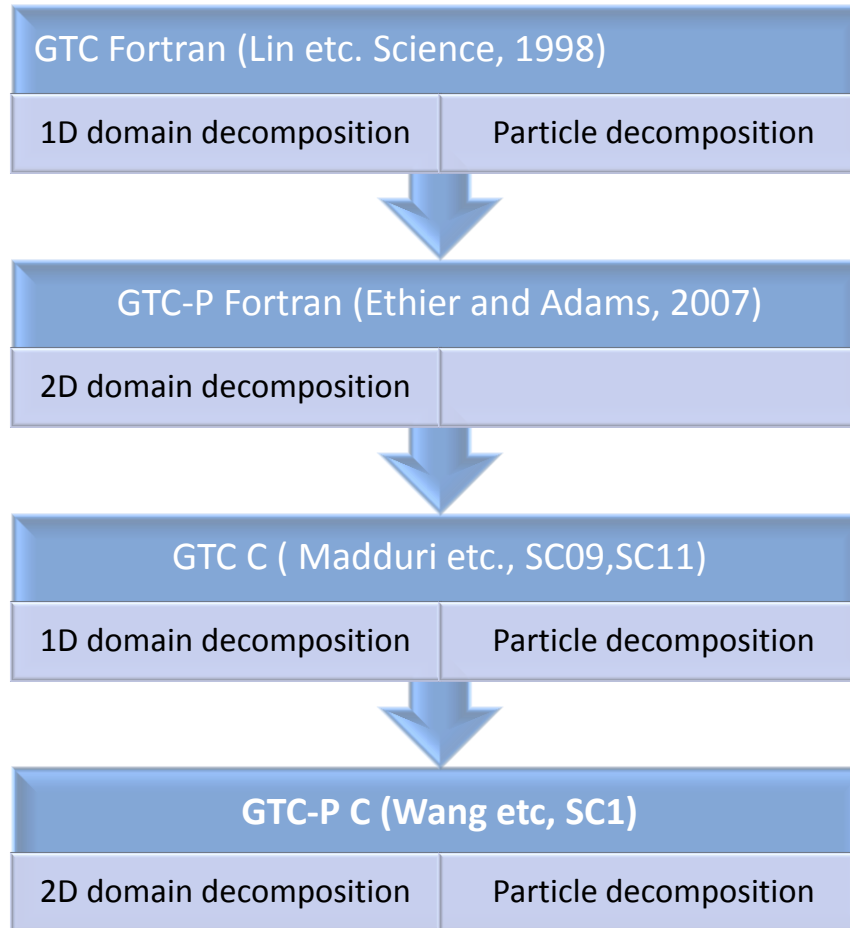 GTC Fortran (Lin etc. Science, 1998)
1D domain decomposition
Particle decomposition
GTC-P Fortran (Ethier and Adams, 2007)
2D domain decomposition
GTC C ( Madduri etc., SC09,SC11)
1D domain decomposition
Particle decomposition
GTC-P C (Wang etc, SC1)
2D domain decomposition
Particle decomposition